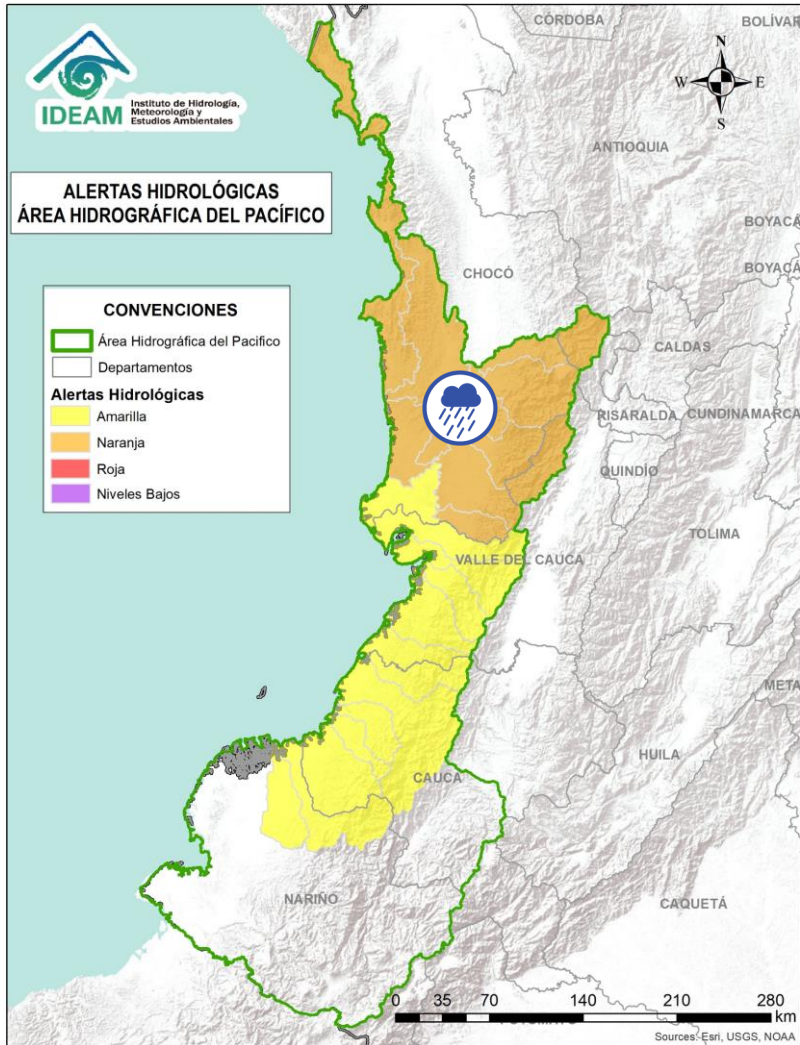 IDEAM
Instituto de Hidrología,
Meteorología y
Estudios Ambientales
ALERTAS HIDROLÓGICAS
ÁREA HIDROGRÁFICA DEL PACÍFICO
CONVENCIONES
Área Hidrográfica del Pacifico
Departamentos
Alertas Hidrológicas
Amarilla
Naranja
Roja
Niveles Bajos
N
W E
S
CÓRDOBA
BOLÍVAR
ANTIOQUIA
BOYACÁ
CHOCÓ
BOYACÁ
CALDAS
RISARALDA
CUNDINAMARCA
QUINDÍO
TOLIMA
VALLE DEL CAUCA
META
HUILA
CAUCA
NARIÑO
CAQUETÁ
0 35 70 140 210 280
km
Sources: Esri, USGS, NOAA